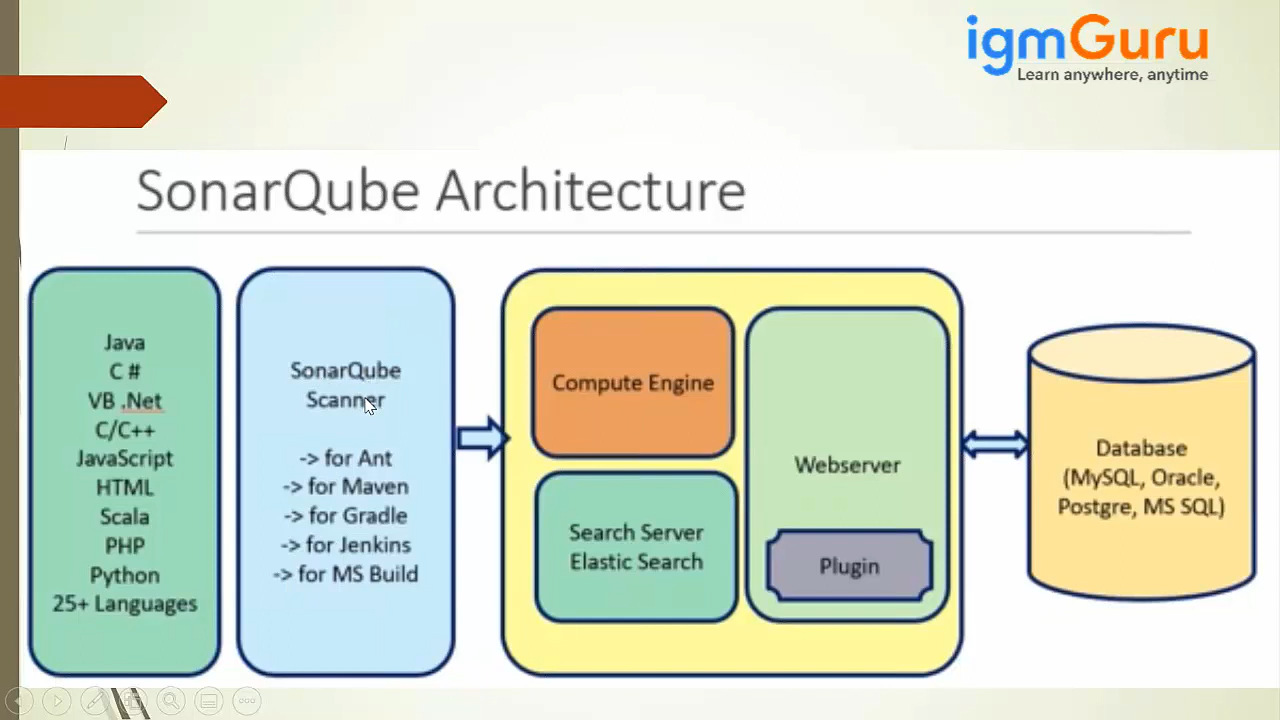 igmGuru
Learn anywhere, anytime
SonarQube Architecture
Java
C #
VB .Net
C/C++
JavaScript
HTML
Scala
PHP
Python
25+ Languages
SonarQube
Scanner
-> for Ant
-> for Maven
-> for Gradle
-> for Jenkins
-> for MS Build
Compute Engine
Search Server
Elastic Search
Webserver
Plugin
Database
(MySQL, Oracle,
Postgre, MS SQL)